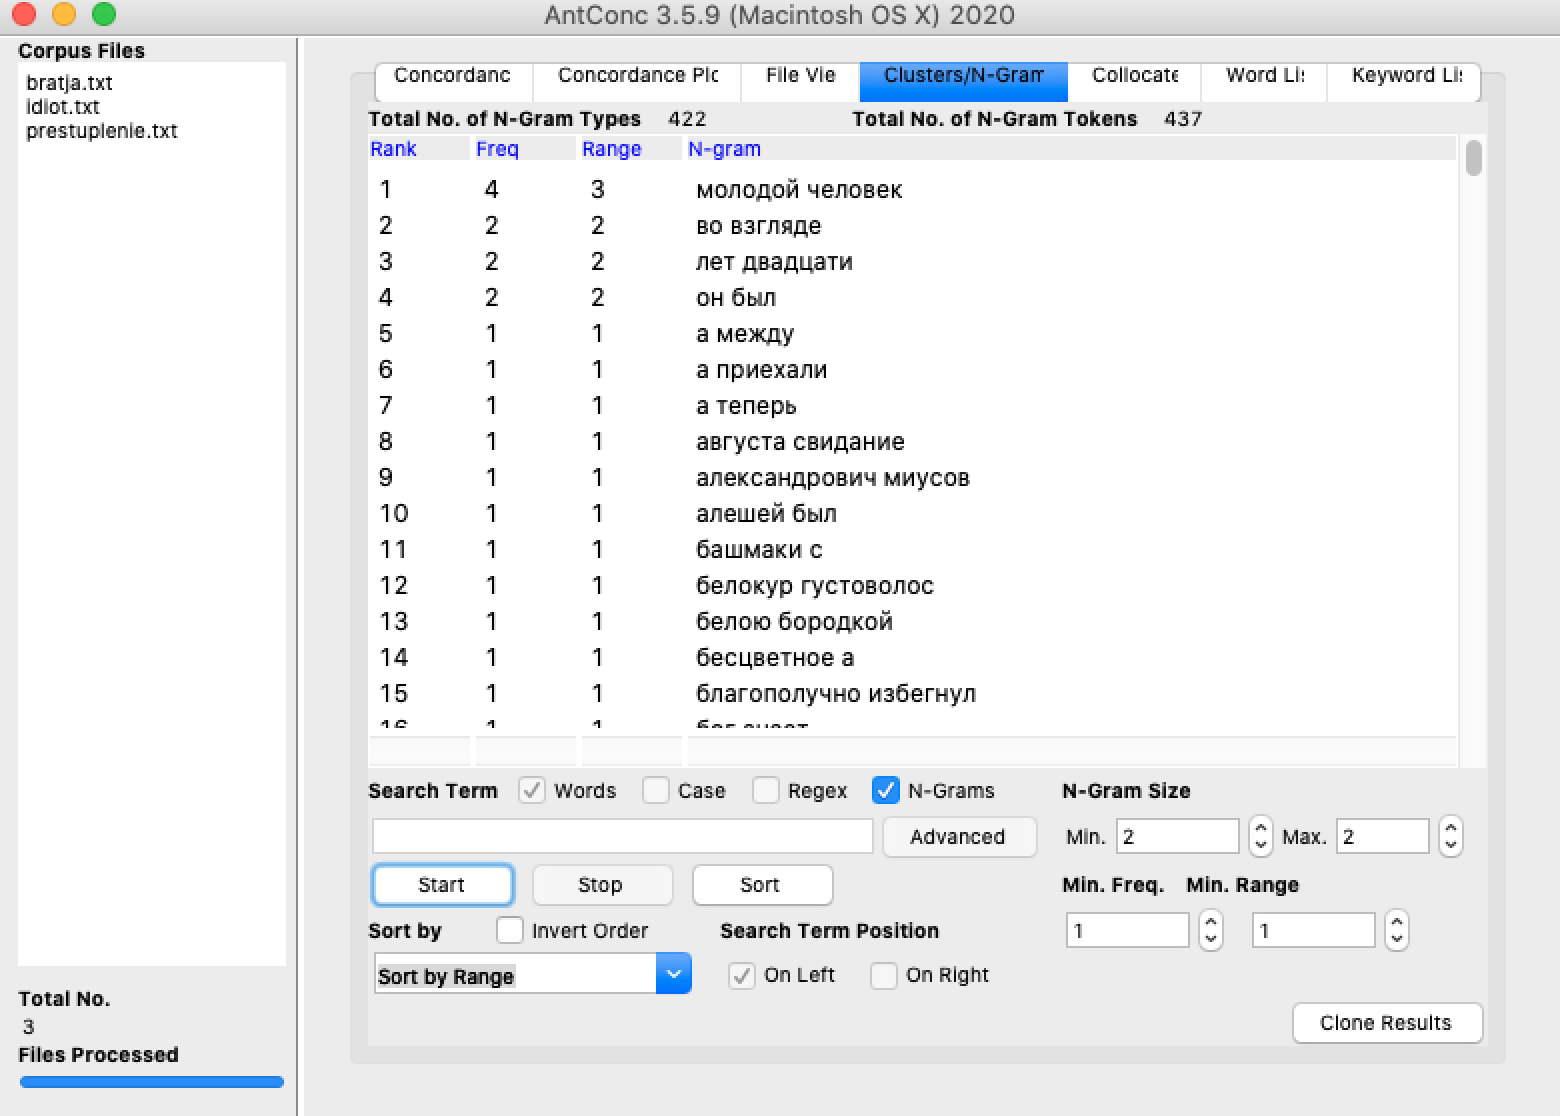 AntConc 3.5.9 (Macintosh OS X) 2020
Corpus Files
bratja.txt
idiot.txt
prestuplenie.txt
Total No.
3
Files Processed
Concordanc Concordance Plc File Vie Clusters/N-Gram Collocate Word Lis Keyword Lis
Total No. of N-Gram Types 422 Total No. of N-Gram Tokens 437
Rank Freq Range N-gram
1 4 3 молодой человек
2 2 2 во взгляде
3 2 2 лет двадцати
4 2 2 он был
5 1 1 а между
6 1 1 а приехали
7 1 1 а теперь
8 1 1 августа свидание
9 1 1 александрович миусов
10 1 1 алешей был
11 1 1 башмаки с
12 1 1 белокур густоволос
13 1 1 белою бородкой
14 1 1 бесцветное а
15 1 1 благополучно избегнул
16 1 1
Search Term Words Case Regex N-Grams N-Gram Size
Advanced Min. 2 Max. 2
Start Stop Sort Min. Freq. Min. Range
Sort by Invert Order Search Term Position 1 1
Sort by Range On Left On Right
Clone Results